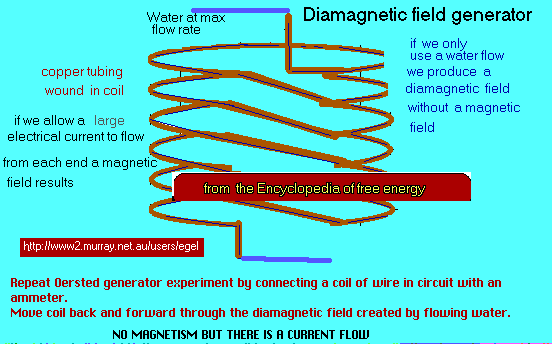 Diamagnetic field generator
Water at max
flow rate
copper tubing
wound in coil
if we allow a large
electrical current to flow
from each end a magnetic
field results
if we only
use a water flow
we produce a
diamagnetic field
without a magnetic
field
from the Encyclopedia of free energy
http://www2.murray.net.au/users/egel
Repeat Oersted generator experiment by connecting a coil of wire in circuit with an
ammeter.
Move coil back and forward through the diamagnetic field created by flowing water.
NO MAGNETISM BUT THERE IS A CURRENT FLOW